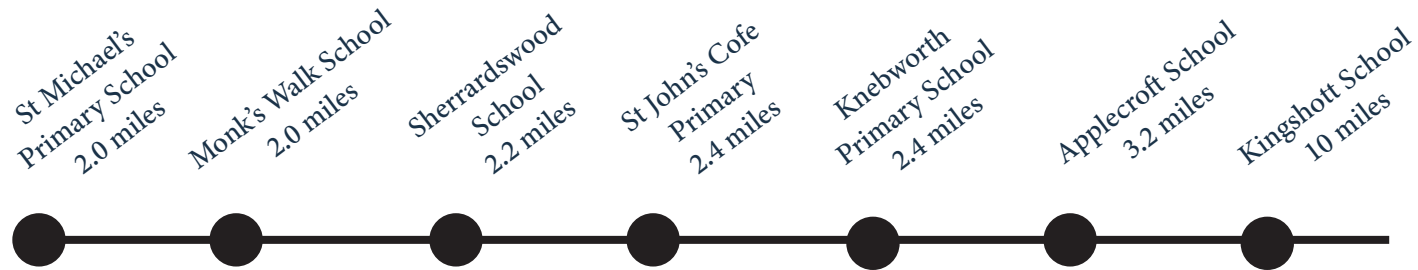 St Michael's
Primary School
2.0 miles
Monk's Walk School
2.0 miles
Sherrardswood
School
2.2 miles
St John's Cofe
Primary
2.4 miles
Knebworth
Primary School
2.4 miles
Applecroft School
3.2 miles
Kingshott School
10 miles